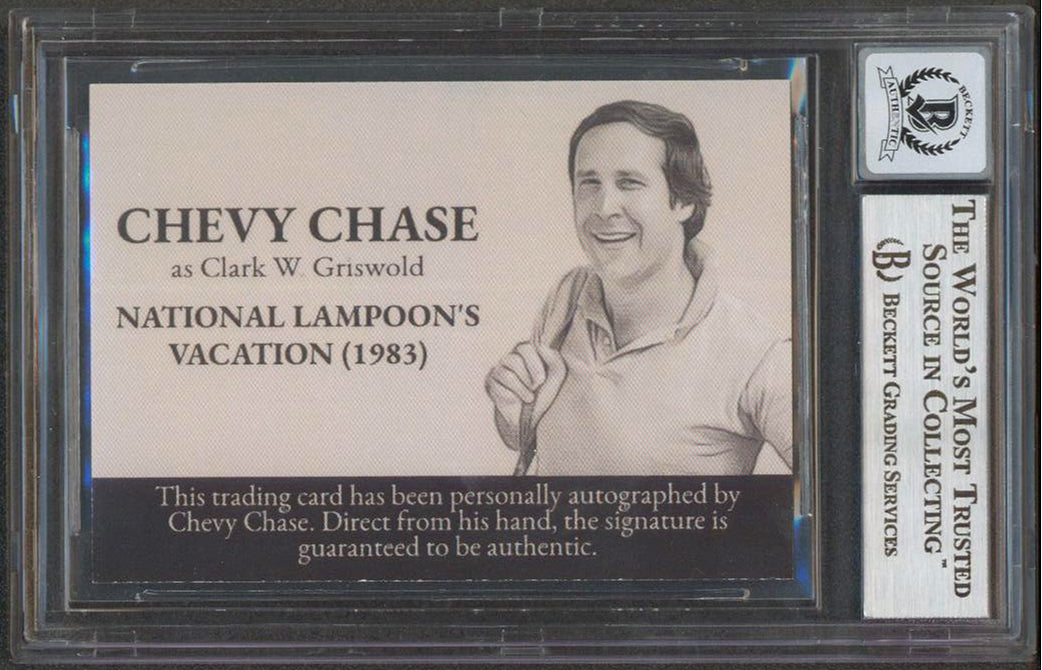 CHEVY CHASE
as Clark W. Griswold
NATIONAL LAMPOON'S
VACATION (1983)
This trading card has been personally autographed by
Chevy Chase. Direct from his hand, the signature is
guaranteed to be authentic.
BECKETT
B
AUTHENTIC
THE WORLD'S MOST TRUSTED
SOURCE IN COLLECTING™
B BECKETT GRADING SERVICES